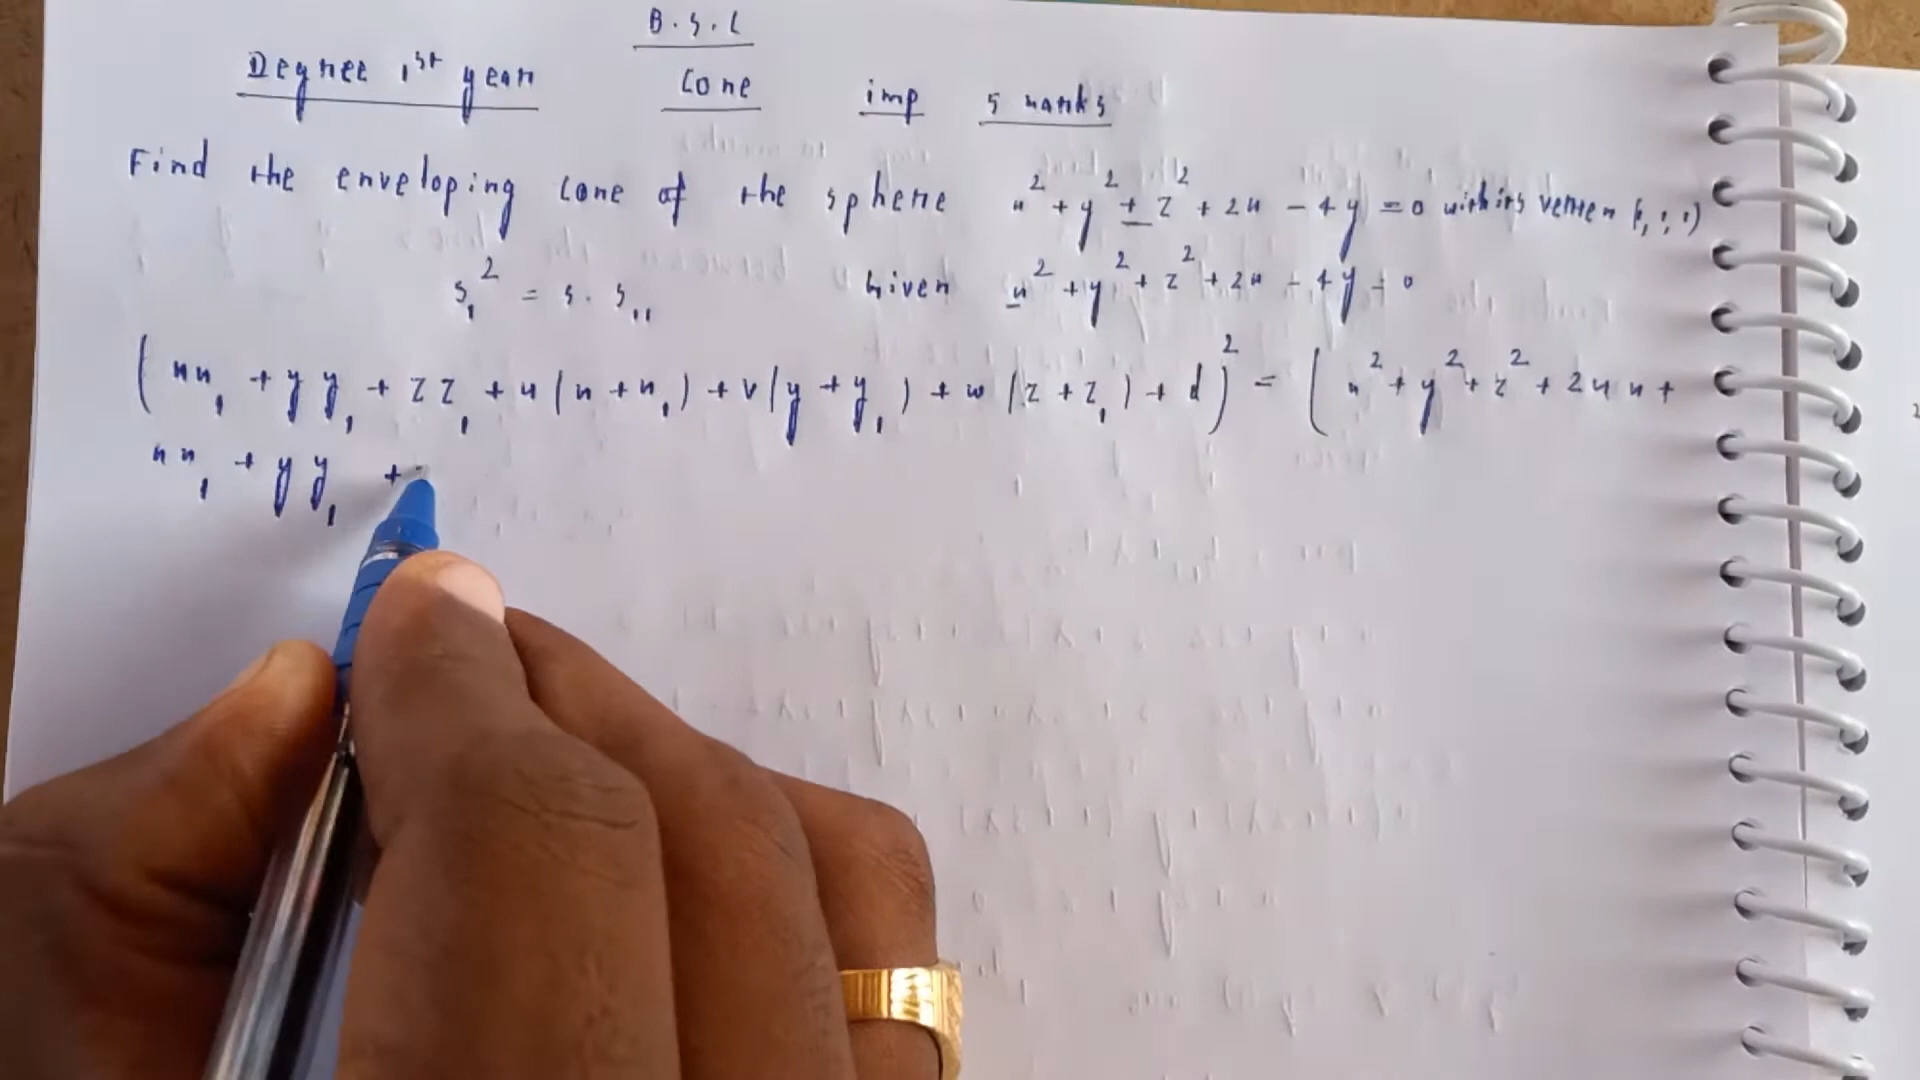 B.S.C
Degree 1st year Cone imp 5 marks
Find the enveloping cone of the sphere x² + y² + z² + 2x - 4y = 0 with its vertex (1, 1, 1)
S₁² = S . S₁₁ Given x² + y² + z² + 2x - 4y = 0
(xx₁ + yy₁ + zz₁ + u(x + x₁) + v(y + y₁) + w(z + z₁) + d)² = (x² + y² + z² + 2ux +
xx₁ + yy₁ +